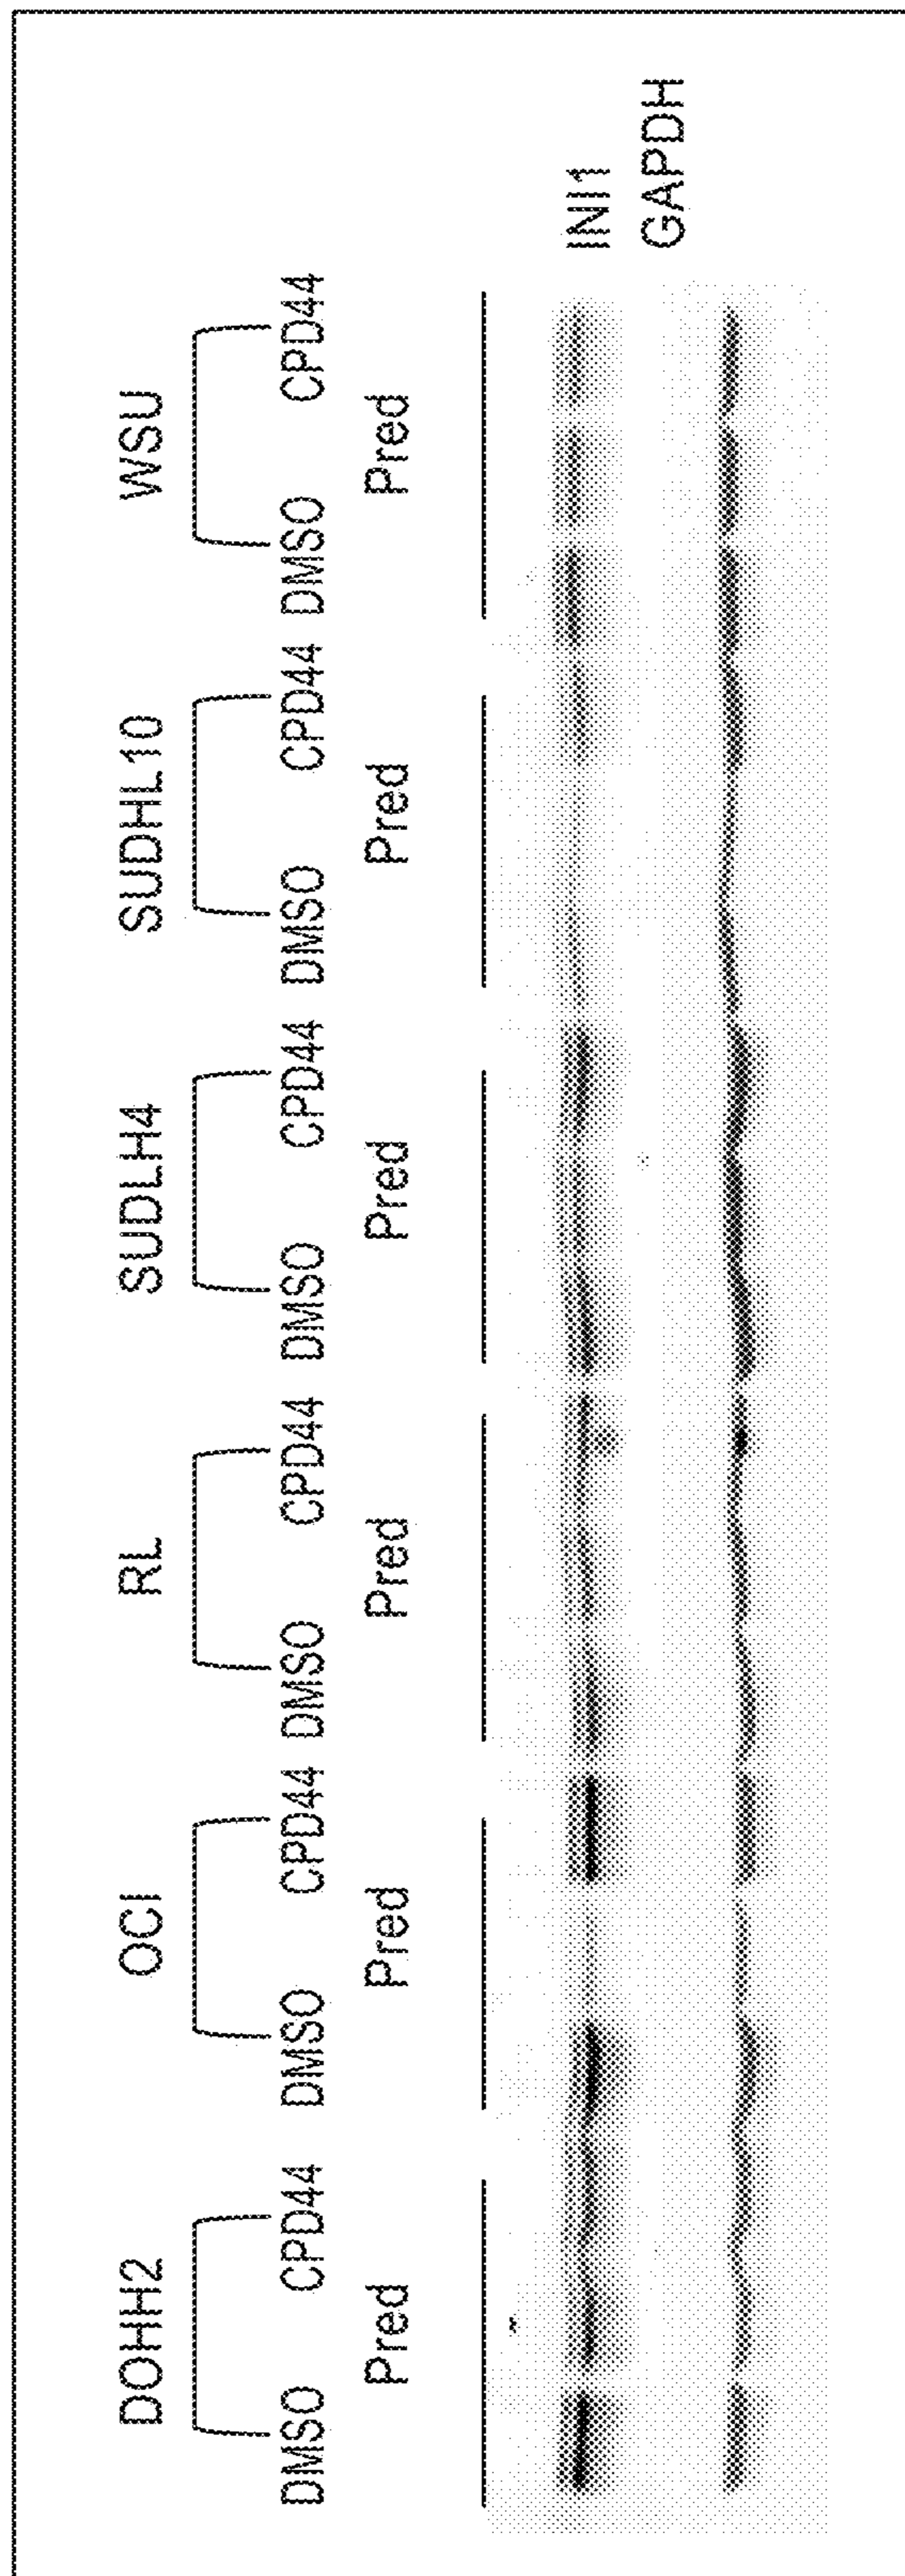 DOHH2 OCI RL SUDLH4 SUDHL10 WSU
DMSO CPD44 DMSO CPD44 DMSO CPD44 DMSO CPD44 DMSO CPD44 DMSO CPD44
Pred Pred Pred Pred Pred Pred
INI1
GAPDH